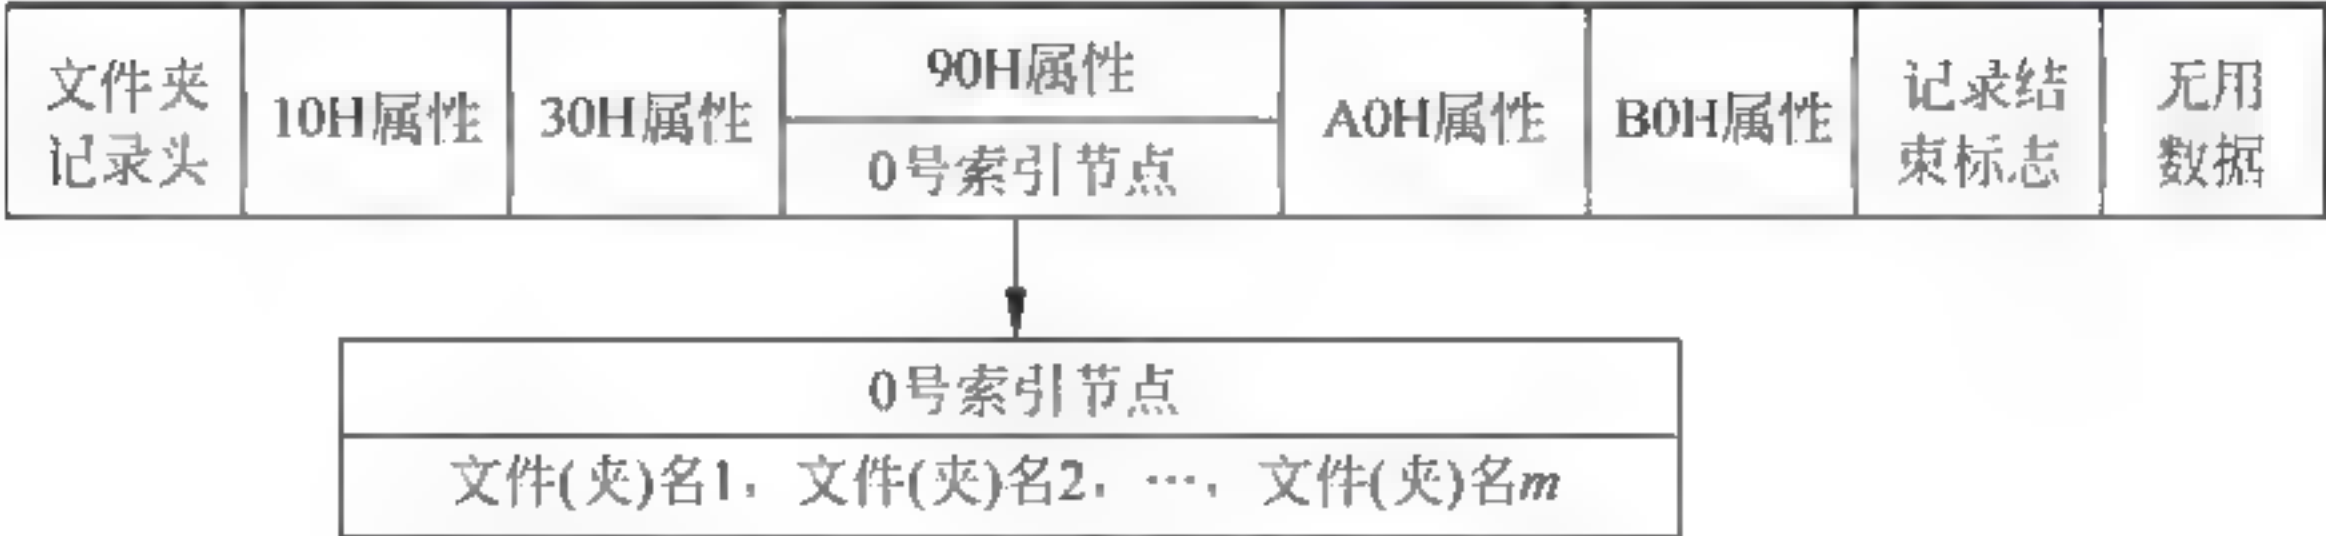 文件夹
记录头
10H属性
30H属性
90H属性
0号索引节点
A0H属性
B0H属性
记录结
束标志
无用
数据
0号索引节点
文件(夹)名1，文件(夹)名2，…，文件(夹)名m